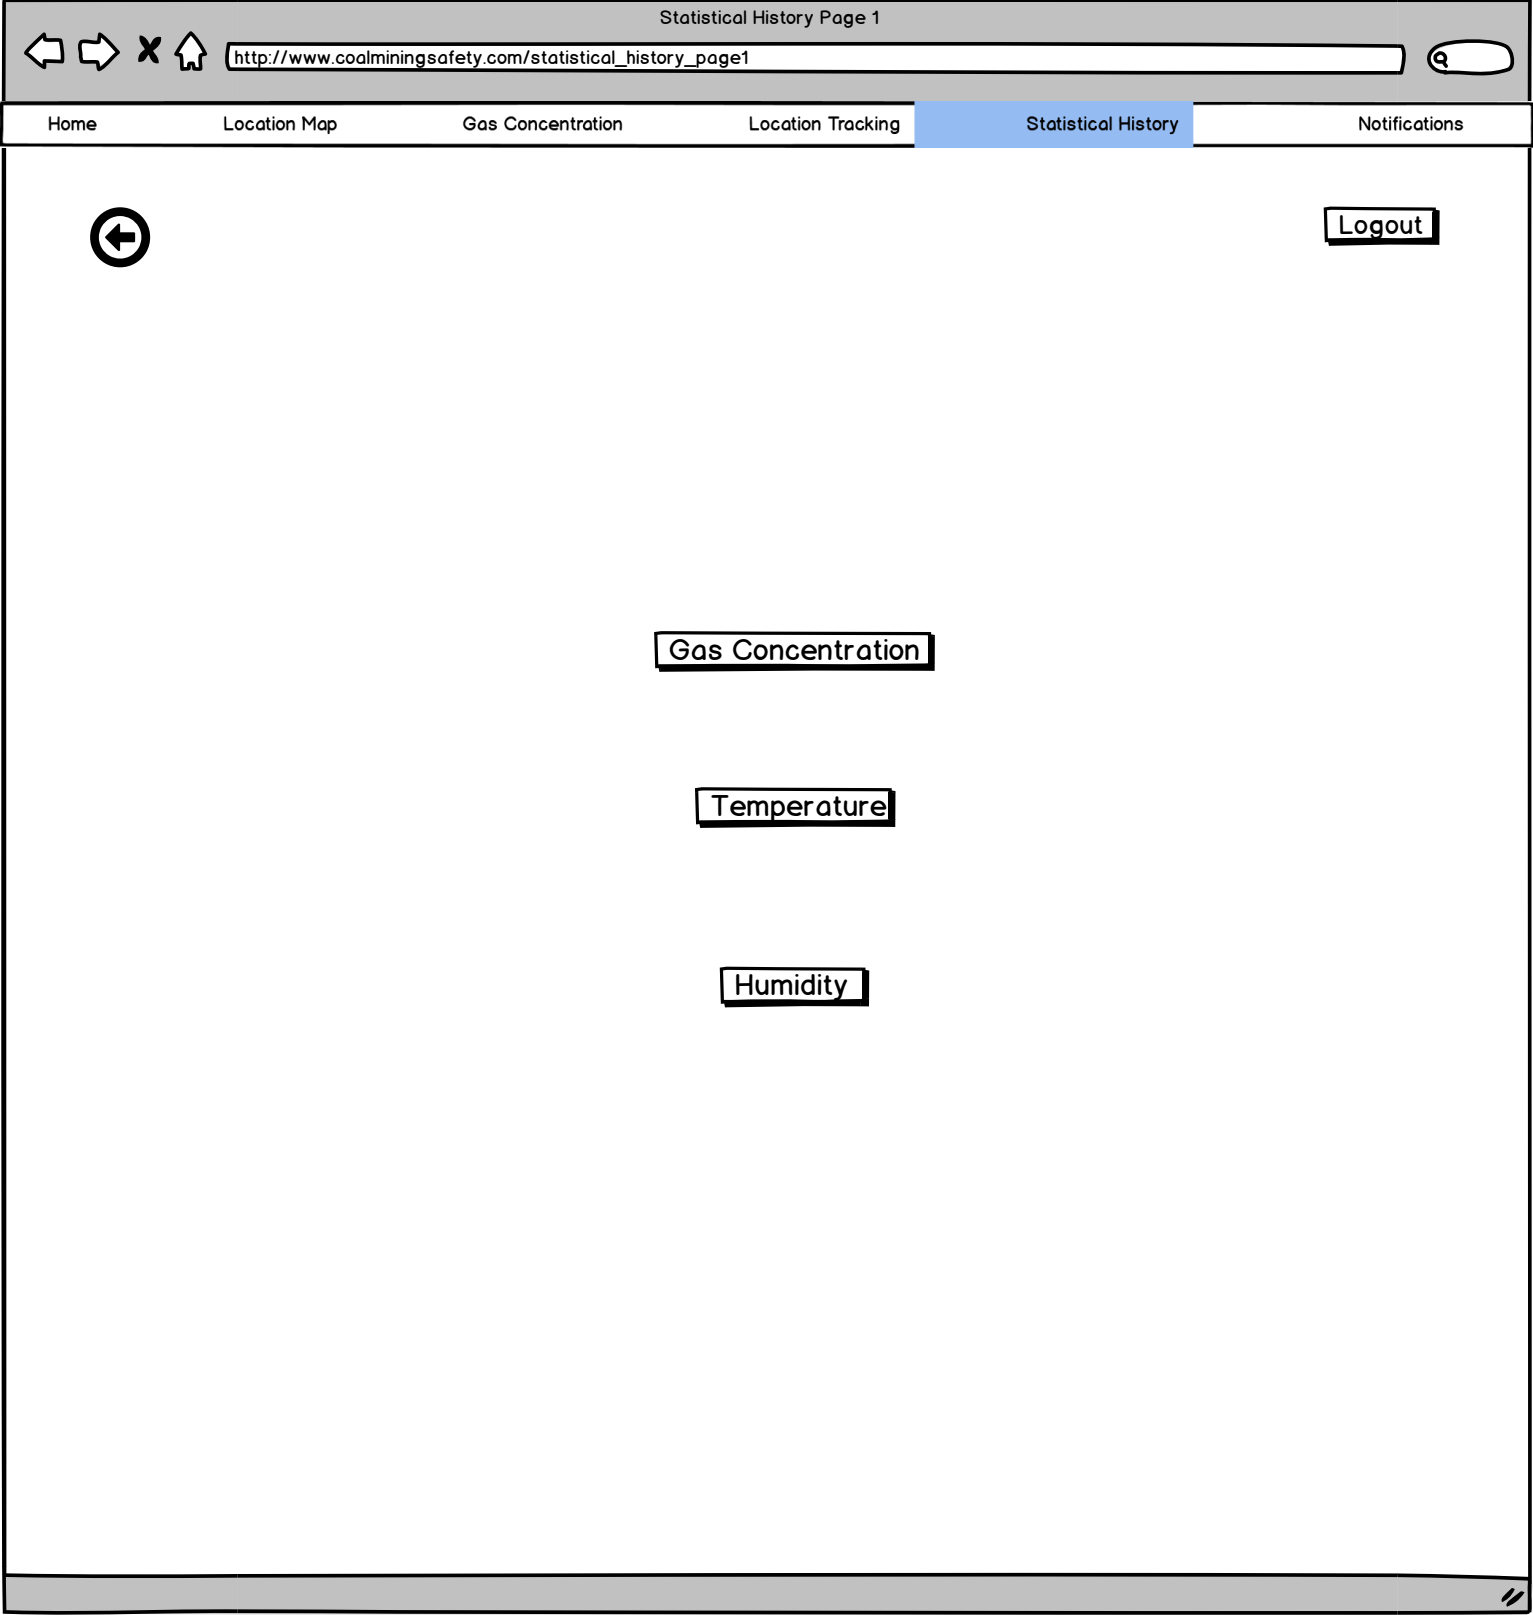 Statistical History Page 1
http://www.coalminingsafety.com/statistical_history_page1
Home Location Map Gas Concentration Location Tracking Statistical History Notifications
Logout
Gas Concentration
Temperature
Humidity